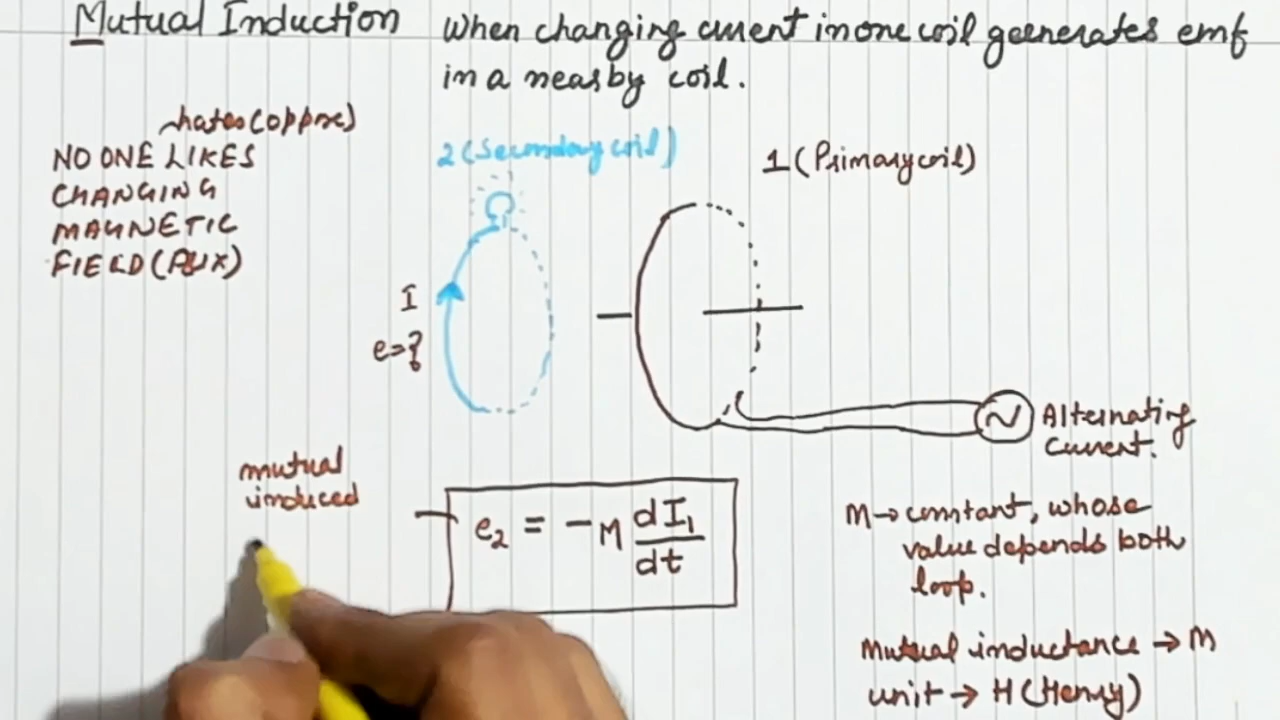 Mutual Induction
When changing current in one coil geenerates emf
in a nearby coil.
hates(oppose)
NO ONE LIKES
CHANGING
MAGNETIC
FIELD(FLUX)
2(Secondary coil)
1(Primary coil)
I
e=?
~
Alternating
Current.
mutual
induced
e₂ = -M dI₁/dt
M→constant, whose
value depends both
loop.
Mutual inductance → M
unit → H(Henry)